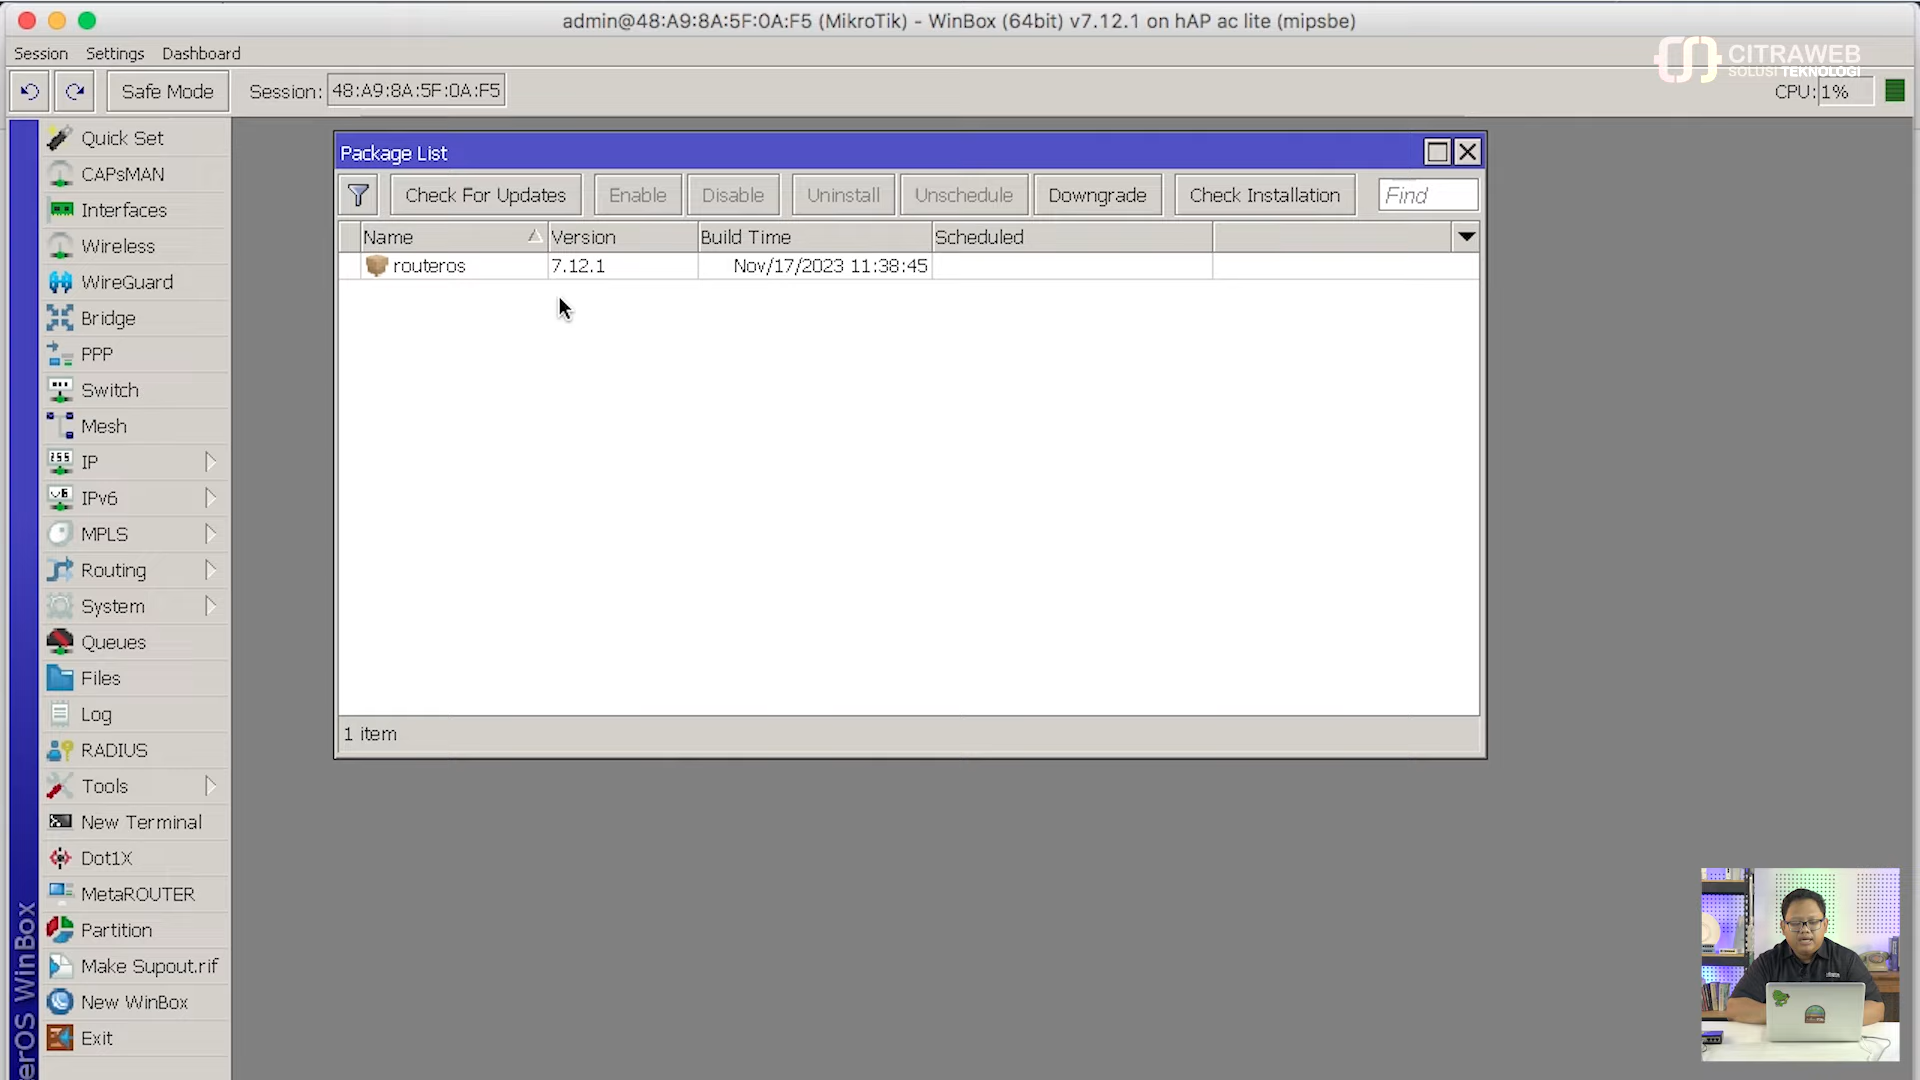 admin@48:A9:8A:5F:0A:F5 (MikroTik) - WinBox (64bit) v7.12.1 on hAP ac lite (mipsbe)
Session Settings Dashboard
CITRAWEB
SOLUSI TEKNOLOGI
Safe Mode Session: 48:A9:8A:5F:0A:F5 CPU: 1%
Quick Set
CAPsMAN
Interfaces
Wireless
WireGuard
Bridge
PPP
Switch
Mesh
IP
IPv6
MPLS
Routing
System
Queues
Files
Log
RADIUS
Tools
New Terminal
Dot1X
MetaROUTER
Partition
Make Supout.rif
New WinBox
Exit
erOS WinBox
Package List
Check For Updates Enable Disable Uninstall Unschedule Downgrade Check Installation Find
Name Version Build Time Scheduled
routeros 7.12.1 Nov/17/2023 11:38:45
1 item